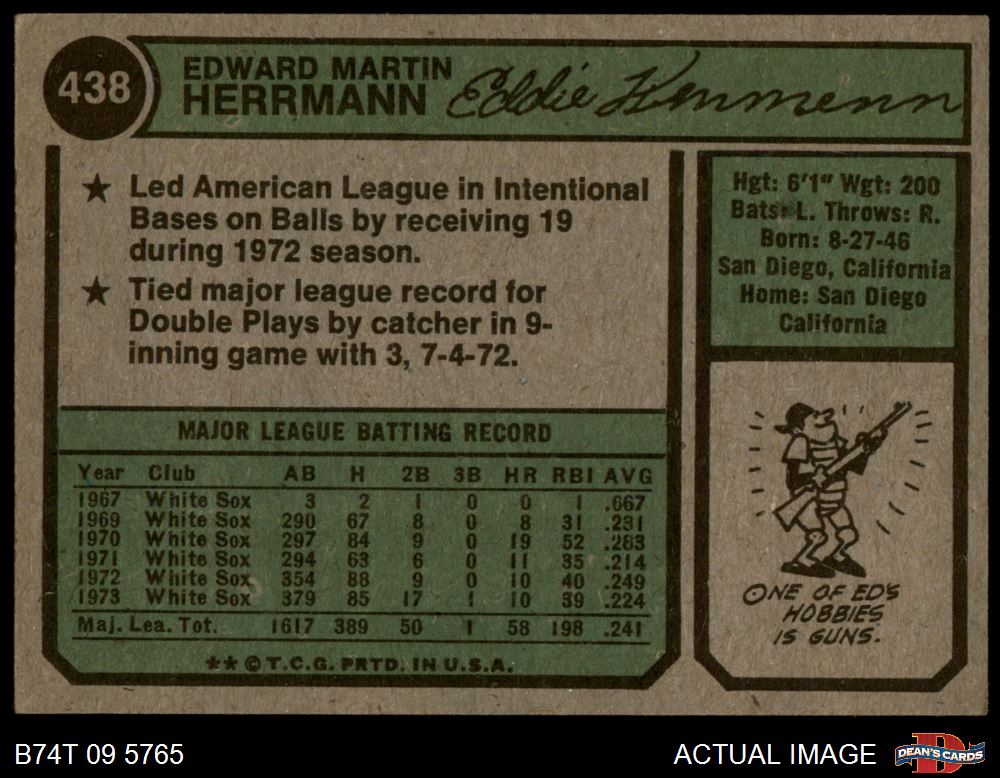 438
EDWARD MARTIN
HERRMANN
Eddie Herrmann
★ Led American League in Intentional
Bases on Balls by receiving 19
during 1972 season.
★ Tied major league record for
Double Plays by catcher in 9-
inning game with 3, 7-4-72.
Hgt: 6'1" Wgt: 200
Bats: L. Throws: R.
Born: 8-27-46
San Diego, California
Home: San Diego
California
MAJOR LEAGUE BATTING RECORD
Year Club AB H 2B 3B HR RBI AVG
1967 White Sox 3 2 1 0 0 1 .667
1969 White Sox 290 67 8 0 8 31 .231
1970 White Sox 297 84 9 0 19 52 .283
1971 White Sox 294 63 6 0 11 35 .214
1972 White Sox 354 88 9 0 10 40 .249
1973 White Sox 379 85 17 1 10 39 .224
Maj. Lea. Tot. 1617 389 50 1 58 198 .241
** © T.C.G. PRTD. IN U.S.A.
ONE OF ED'S
HOBBIES
IS GUNS.
B74T 09 5765
ACTUAL IMAGE
D
DEAN'S CARDS